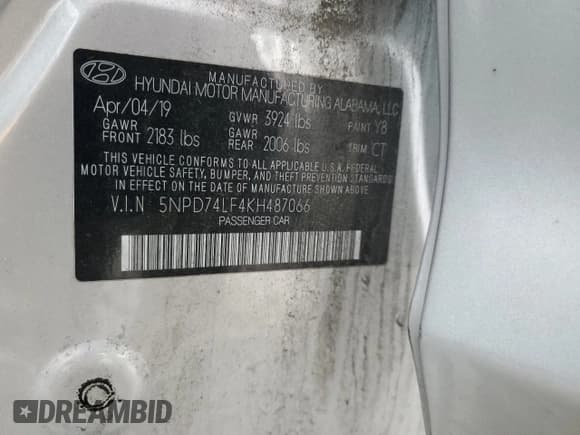 MANUFACTURED BY
HYUNDAI MOTOR MANUFACTURING ALABAMA, LLC
Apr/04/19 GVWR 3924 lbs PAINT Y8
GAWR FRONT 2183 lbs GAWR REAR 2006 lbs TRIM CT
THIS VEHICLE CONFORMS TO ALL APPLICABLE U.S.A. FEDERAL
MOTOR VEHICLE SAFETY, BUMPER, AND THEFT PREVENTION STANDARDS
IN EFFECT ON THE DATE OF MANUFACTURE SHOWN ABOVE.
V.I.N 5NPD74LF4KH487066
PASSENGER CAR
DREAMBID